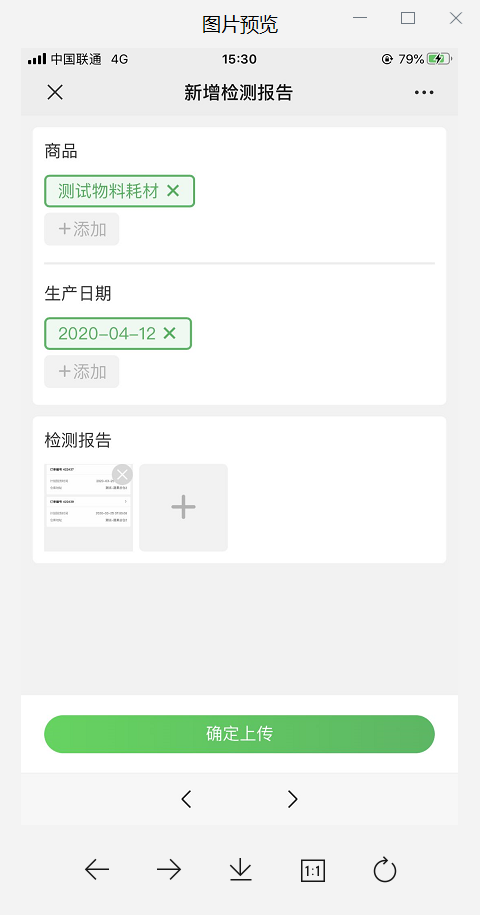 图片预览
中国联通 4G 15:30 79%
新增检测报告
商品
测试物料耗材 ×
+添加
生产日期
2020-04-12 ×
+添加
检测报告
确定上传
1:1